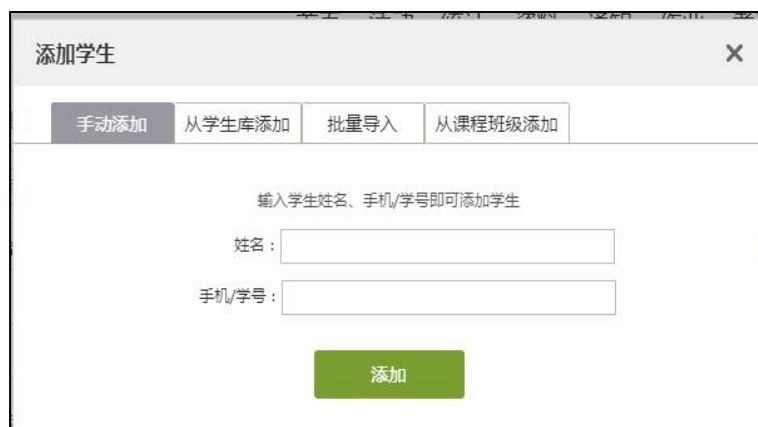 添加学生
手动添加 从学生库添加 批量导入 从课程班级添加
输入学生姓名、手机/学号即可添加学生
姓名：
手机/学号：
添加